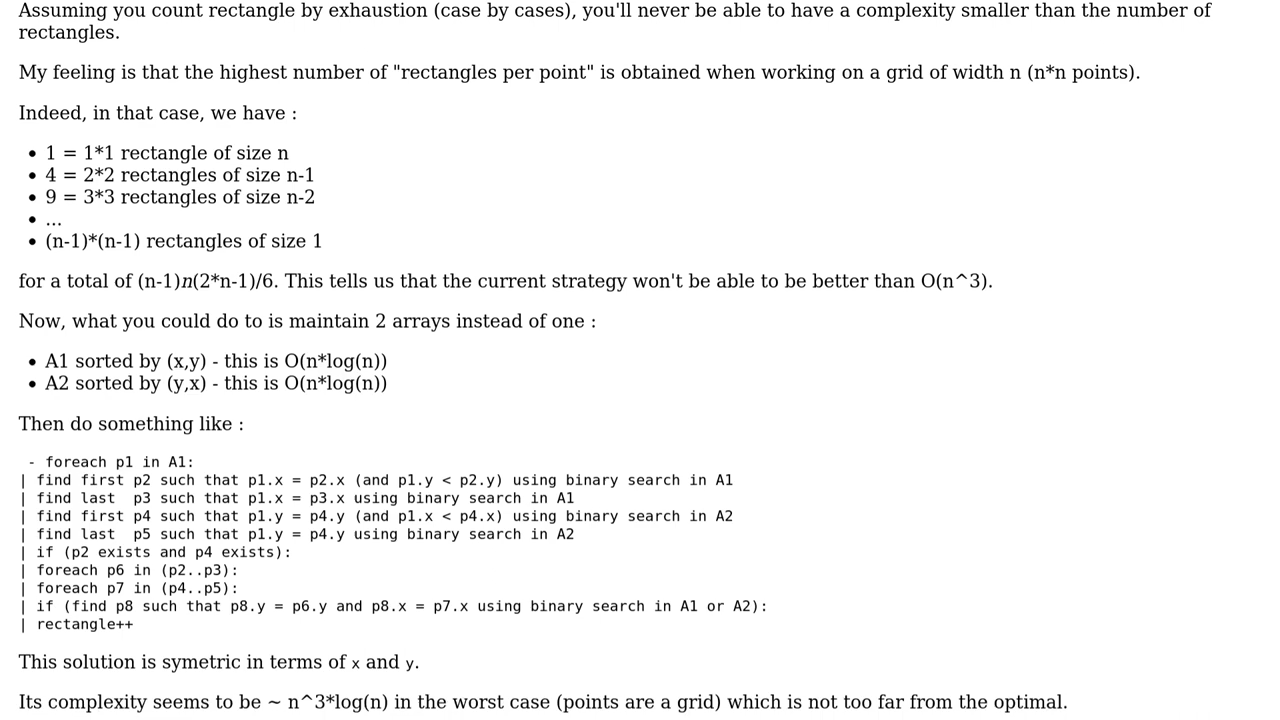 Assuming you count rectangle by exhaustion (case by cases), you'll never be able to have a complexity smaller than the number of
rectangles.
My feeling is that the highest number of "rectangles per point" is obtained when working on a grid of width n (n*n points).
Indeed, in that case, we have :
• 1 = 1*1 rectangle of size n
• 4 = 2*2 rectangles of size n-1
• 9 = 3*3 rectangles of size n-2
• ...
• (n-1)*(n-1) rectangles of size 1
for a total of (n-1)n(2*n-1)/6. This tells us that the current strategy won't be able to be better than O(n^3).
Now, what you could do to is maintain 2 arrays instead of one :
• A1 sorted by (x,y) - this is O(n*log(n))
• A2 sorted by (y,x) - this is O(n*log(n))
Then do something like :
- foreach p1 in A1:
| find first p2 such that p1.x = p2.x (and p1.y < p2.y) using binary search in A1
| find last  p3 such that p1.x = p3.x using binary search in A1
| find first p4 such that p1.y = p4.y (and p1.x < p4.x) using binary search in A2
| find last  p5 such that p1.y = p4.y using binary search in A2
| if (p2 exists and p4 exists):
| foreach p6 in (p2..p3):
| foreach p7 in (p4..p5):
| if (find p8 such that p8.y = p6.y and p8.x = p7.x using binary search in A1 or A2):
| rectangle++
This solution is symetric in terms of x and y.
Its complexity seems to be ~ n^3*log(n) in the worst case (points are a grid) which is not too far from the optimal.